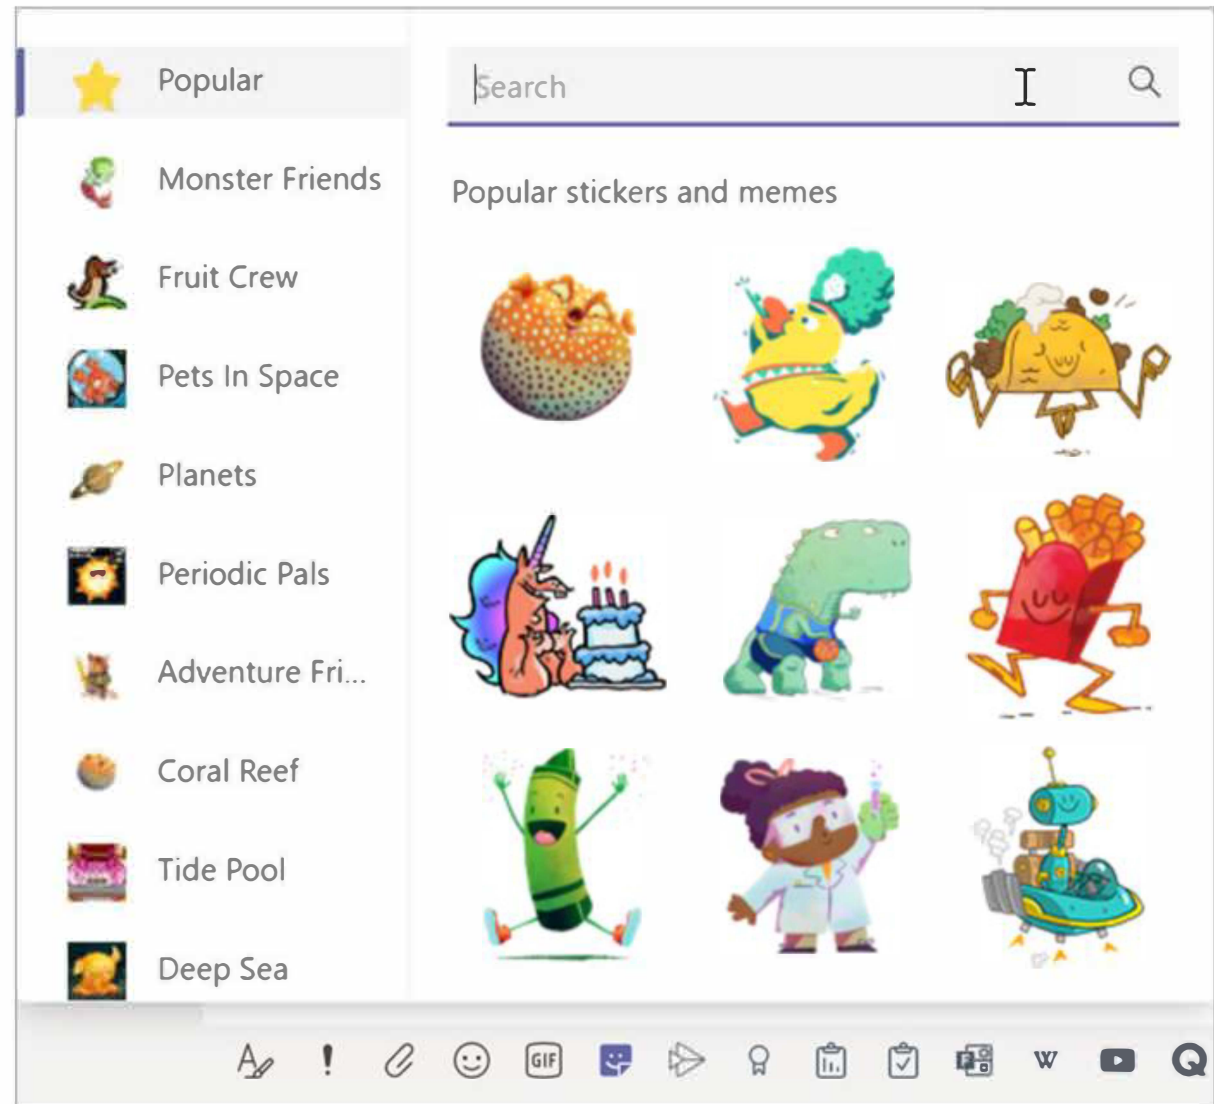 Popular
Monster Friends
Fruit Crew
Pets In Space
Planets
Periodic Pals
Adventure Fri...
Coral Reef
Tide Pool
Deep Sea
Search
Popular stickers and memes
GIF
W